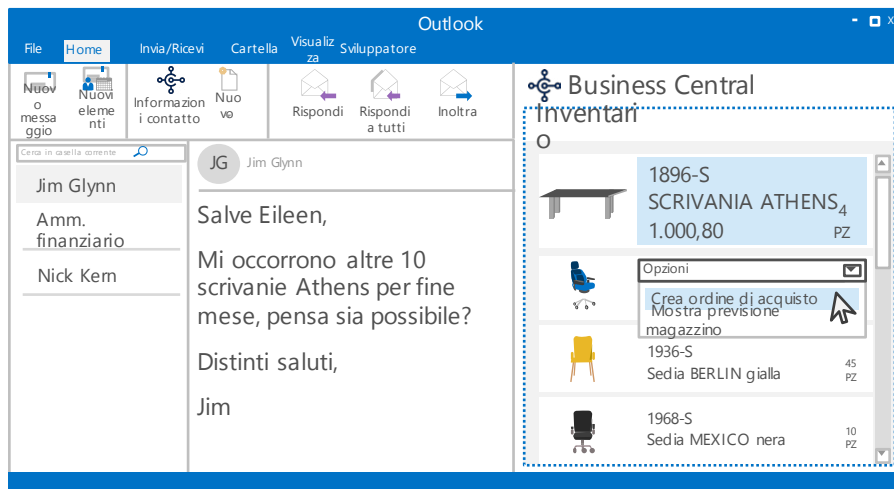 Outlook
File
Home
Invia/Ricevi
Cartella
Visualiz
za
Sviluppatore
Nuov
o
messa
ggio
Nuovi
eleme
nti
Informazion
i contatto
Nuo
vo
Rispondi
Rispondi
a tutti
Inoltra
Cerca in casella corrente
Jim Glynn
Amm.
finanziario
Nick Kern
JG
Jim Glynn
Salve Eileen,
Mi occorrono altre 10
scrivanie Athens per fine
mese, pensa sia possibile?
Distinti saluti,
Jim
Business Central
Inventari
o
1896-S
SCRIVANIA ATHENS
1.000,80
4
PZ
Opzioni
Crea ordine di acquisto
Mostra previsione
magazzino
1936-S
Sedia BERLIN gialla
45
PZ
1968-S
Sedia MEXICO nera
10
PZ